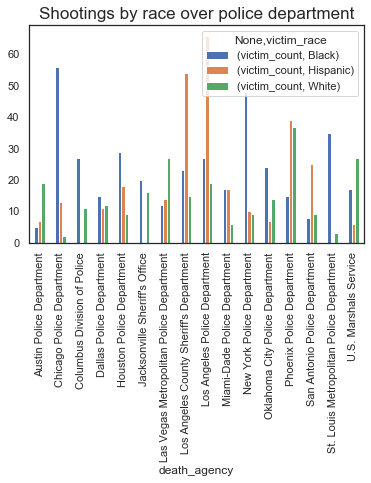 Shootings by race over police department
None,victim_race
(victim_count, Black)
(victim_count, Hispanic)
(victim_count, White)
60
50
40
30
20
10
0
Austin Police Department
Chicago Police Department
Columbus Division of Police
Dallas Police Department
Houston Police Department
Jacksonville Sheriff's Office
Las Vegas Metropolitan Police Department
Los Angeles County Sheriff's Department
Los Angeles Police Department
Miami-Dade Police Department
New York Police Department
Oklahoma City Police Department
Phoenix Police Department
San Antonio Police Department
St. Louis Metropolitan Police Department
U.S. Marshals Service
death_agency